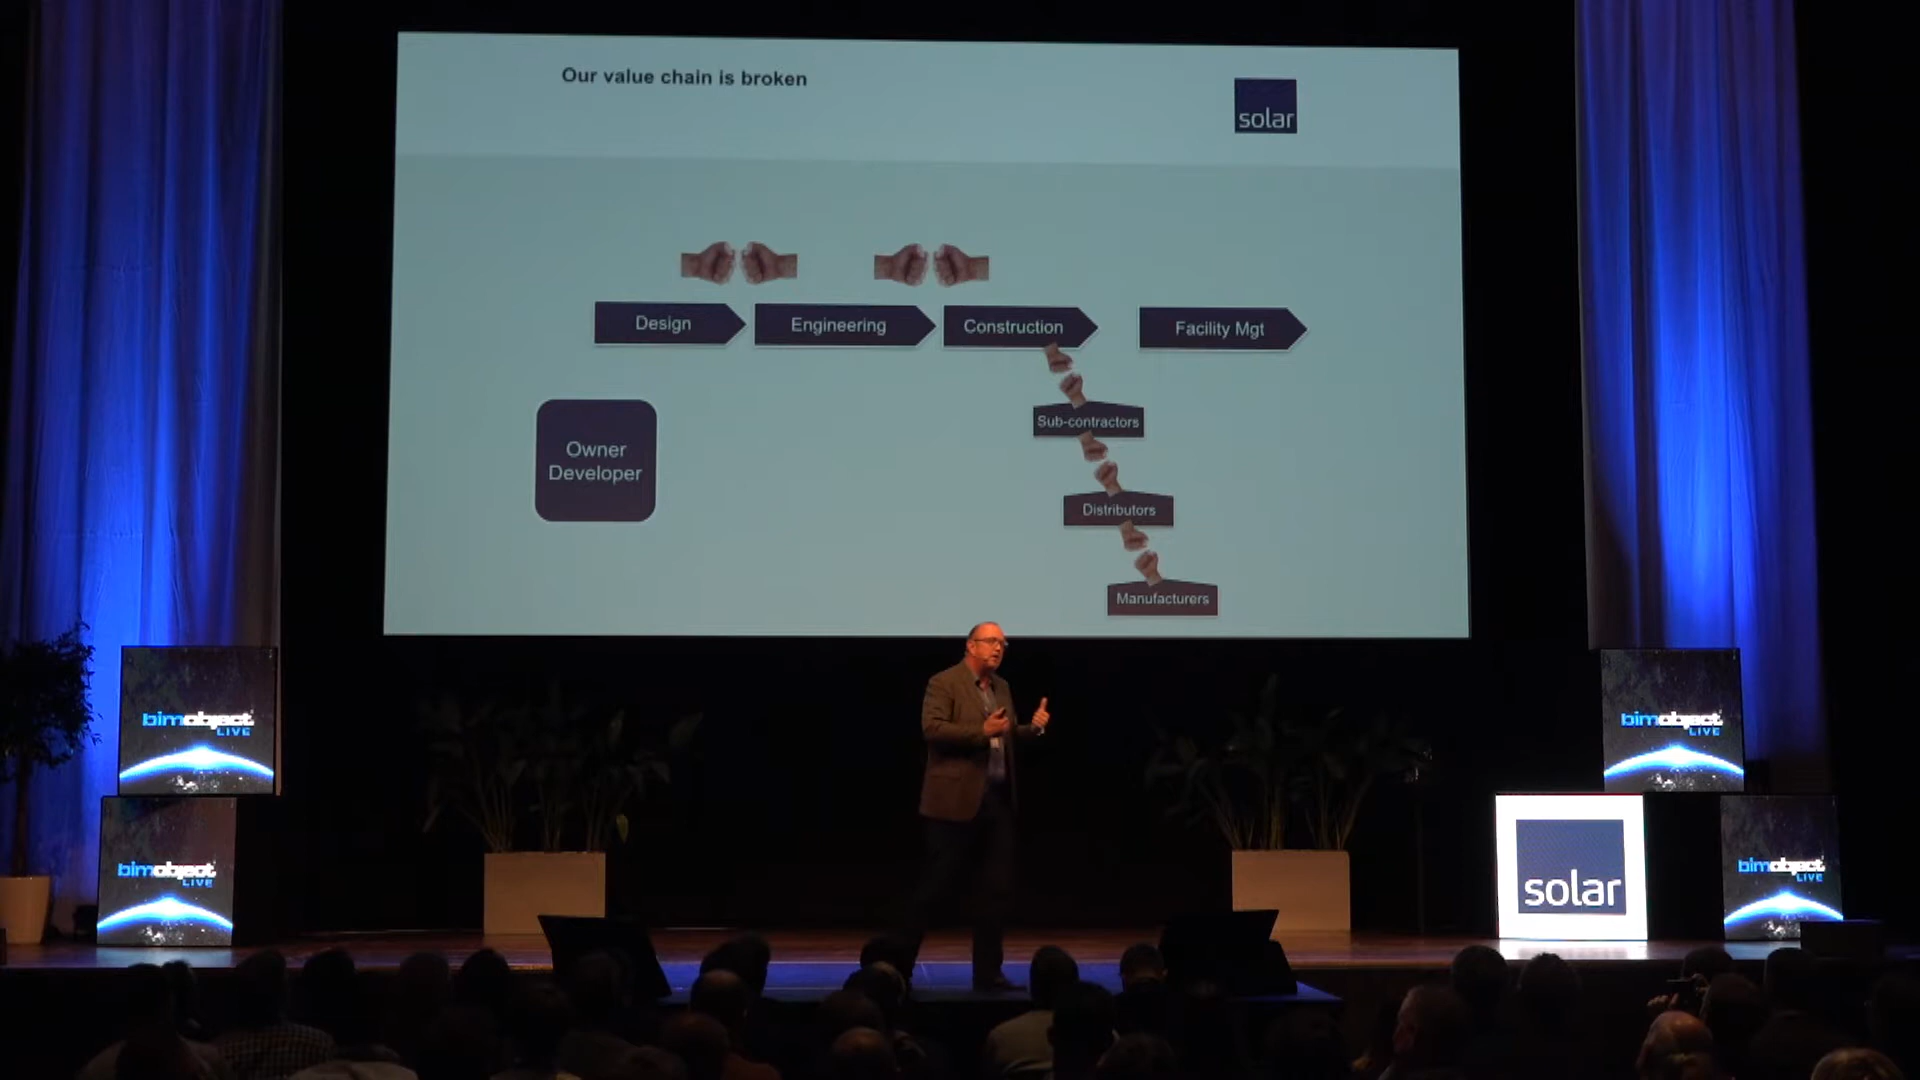 Our value chain is broken
solar
Design
Engineering
Construction
Facility Mgt
Owner
Developer
Sub-contractors
Distributors
Manufacturers
bimobject
LIVE
bimobject
LIVE
bimobject
LIVE
solar
bimobject
LIVE